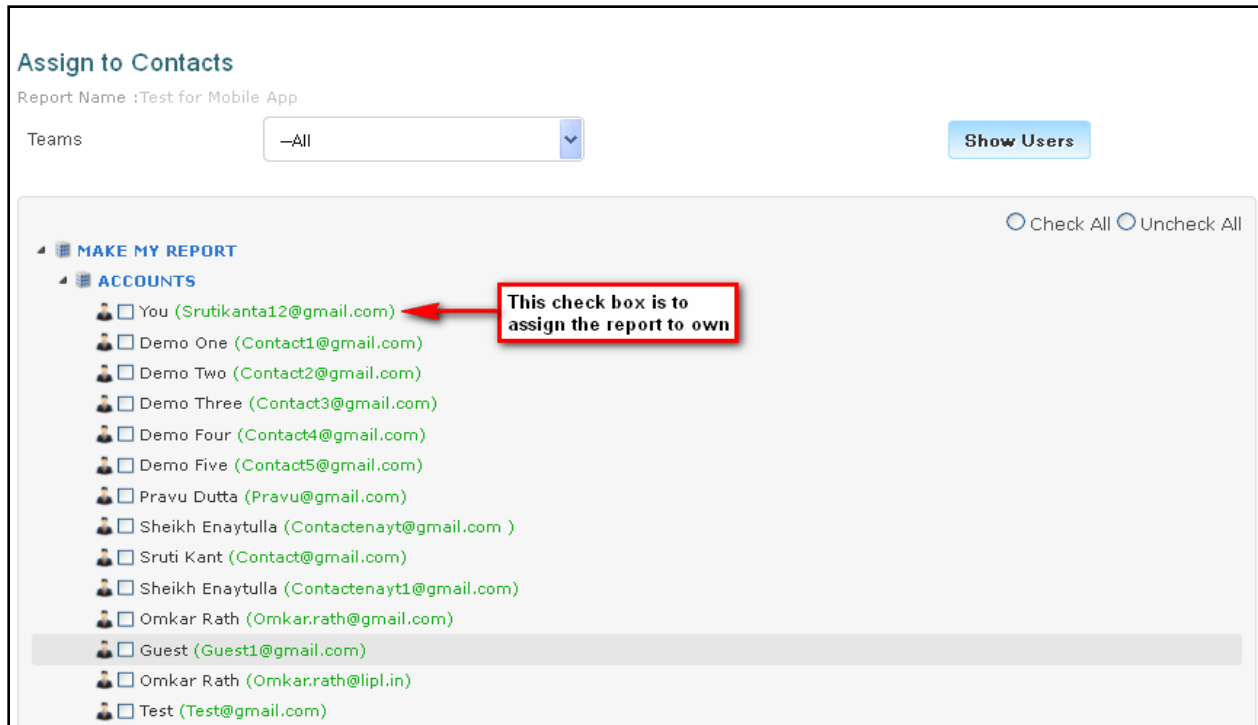 Assign to Contacts
Report Name :Test for Mobile App
Teams
--All
Show Users
Check All Uncheck All
MAKE MY REPORT
ACCOUNTS
You (Srutikanta12@gmail.com)
This check box is to
assign the report to own
Demo One (Contact1@gmail.com)
Demo Two (Contact2@gmail.com)
Demo Three (Contact3@gmail.com)
Demo Four (Contact4@gmail.com)
Demo Five (Contact5@gmail.com)
Pravu Dutta (Pravu@gmail.com)
Sheikh Enaytulla (Contactenayt@gmail.com )
Sruti Kant (Contact@gmail.com)
Sheikh Enaytulla (Contactenayt1@gmail.com)
Omkar Rath (Omkar.rath@gmail.com)
Guest (Guest1@gmail.com)
Omkar Rath (Omkar.rath@lipl.in)
Test (Test@gmail.com)